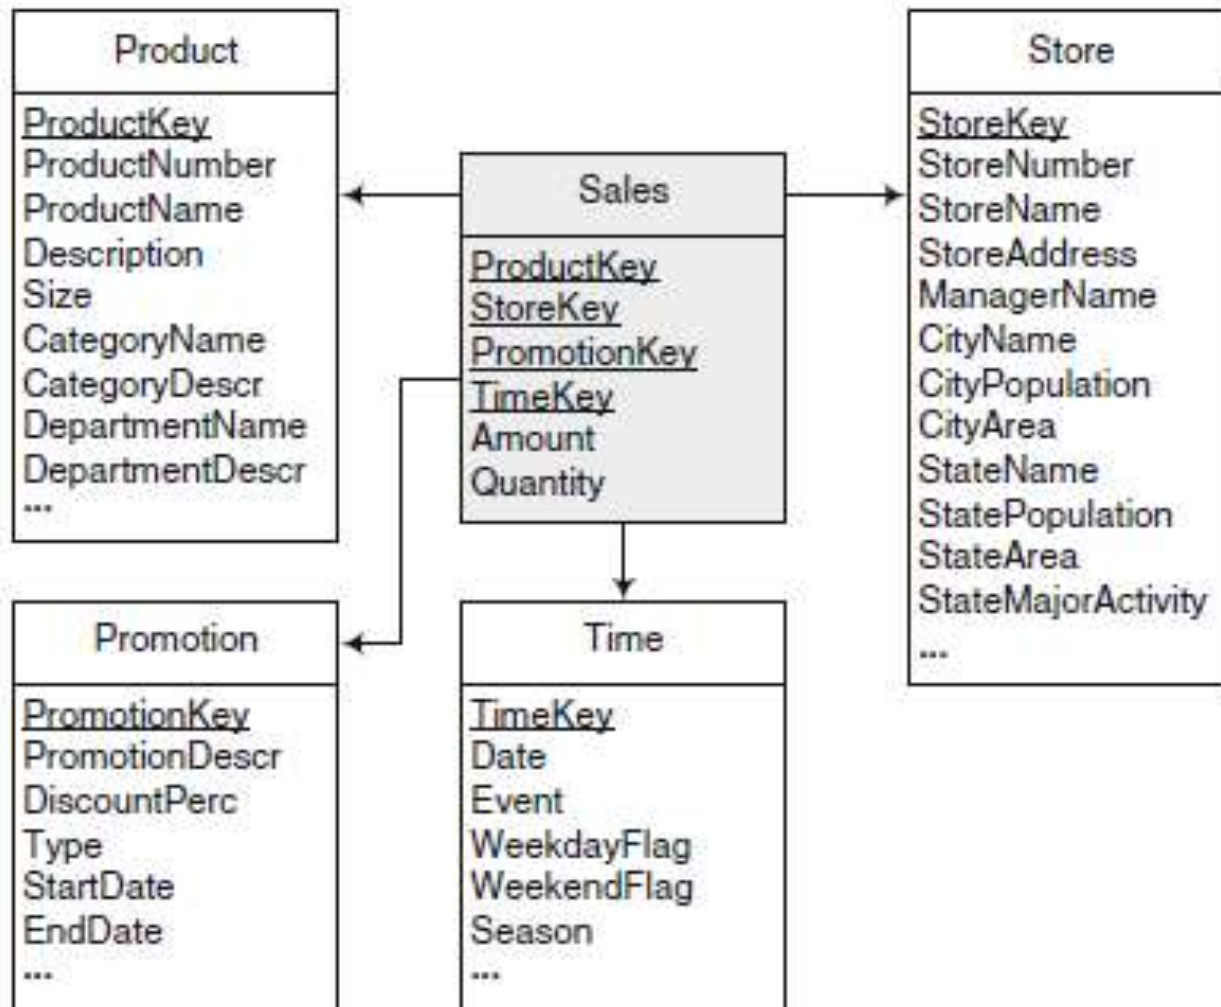 Product
ProductKey
ProductNumber
ProductName
Description
Size
CategoryName
CategoryDescr
DepartmentName
DepartmentDescr
...
Sales
ProductKey
StoreKey
PromotionKey
TimeKey
Amount
Quantity
Store
StoreKey
StoreNumber
StoreName
StoreAddress
ManagerName
CityName
CityPopulation
CityArea
StateName
StatePopulation
StateArea
StateMajorActivity
...
Promotion
PromotionKey
PromotionDescr
DiscountPerc
Type
StartDate
EndDate
...
Time
TimeKey
Date
Event
WeekdayFlag
WeekendFlag
Season
...